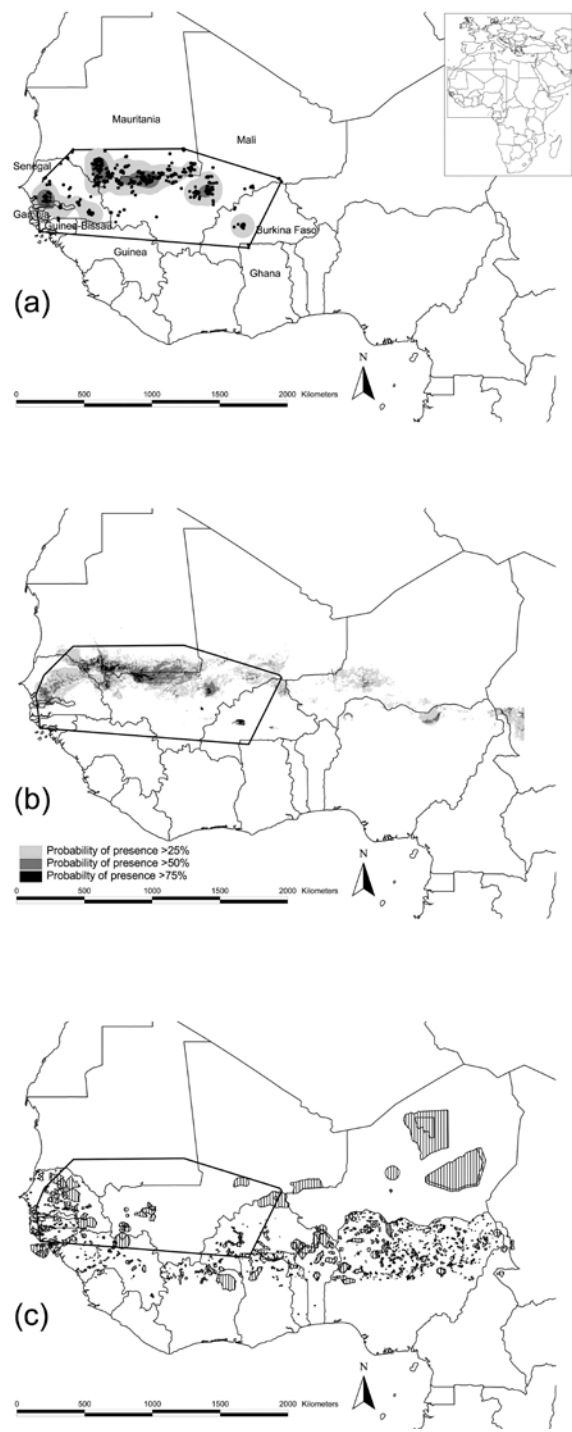 Mauritania
Mali
Senegal
Gambia
Guinea-Bissau
Burkina Faso
Guinea
Ghana
(a)
N
0 500 1000 1500 2000 Kilometers
(b)
Probability of presence >25%
Probability of presence >50%
Probabilty of presence >75%
N
0 500 1000 1500 2000 Kilometers
(c)
N
0 500 1000 1500 2000 Kilometers